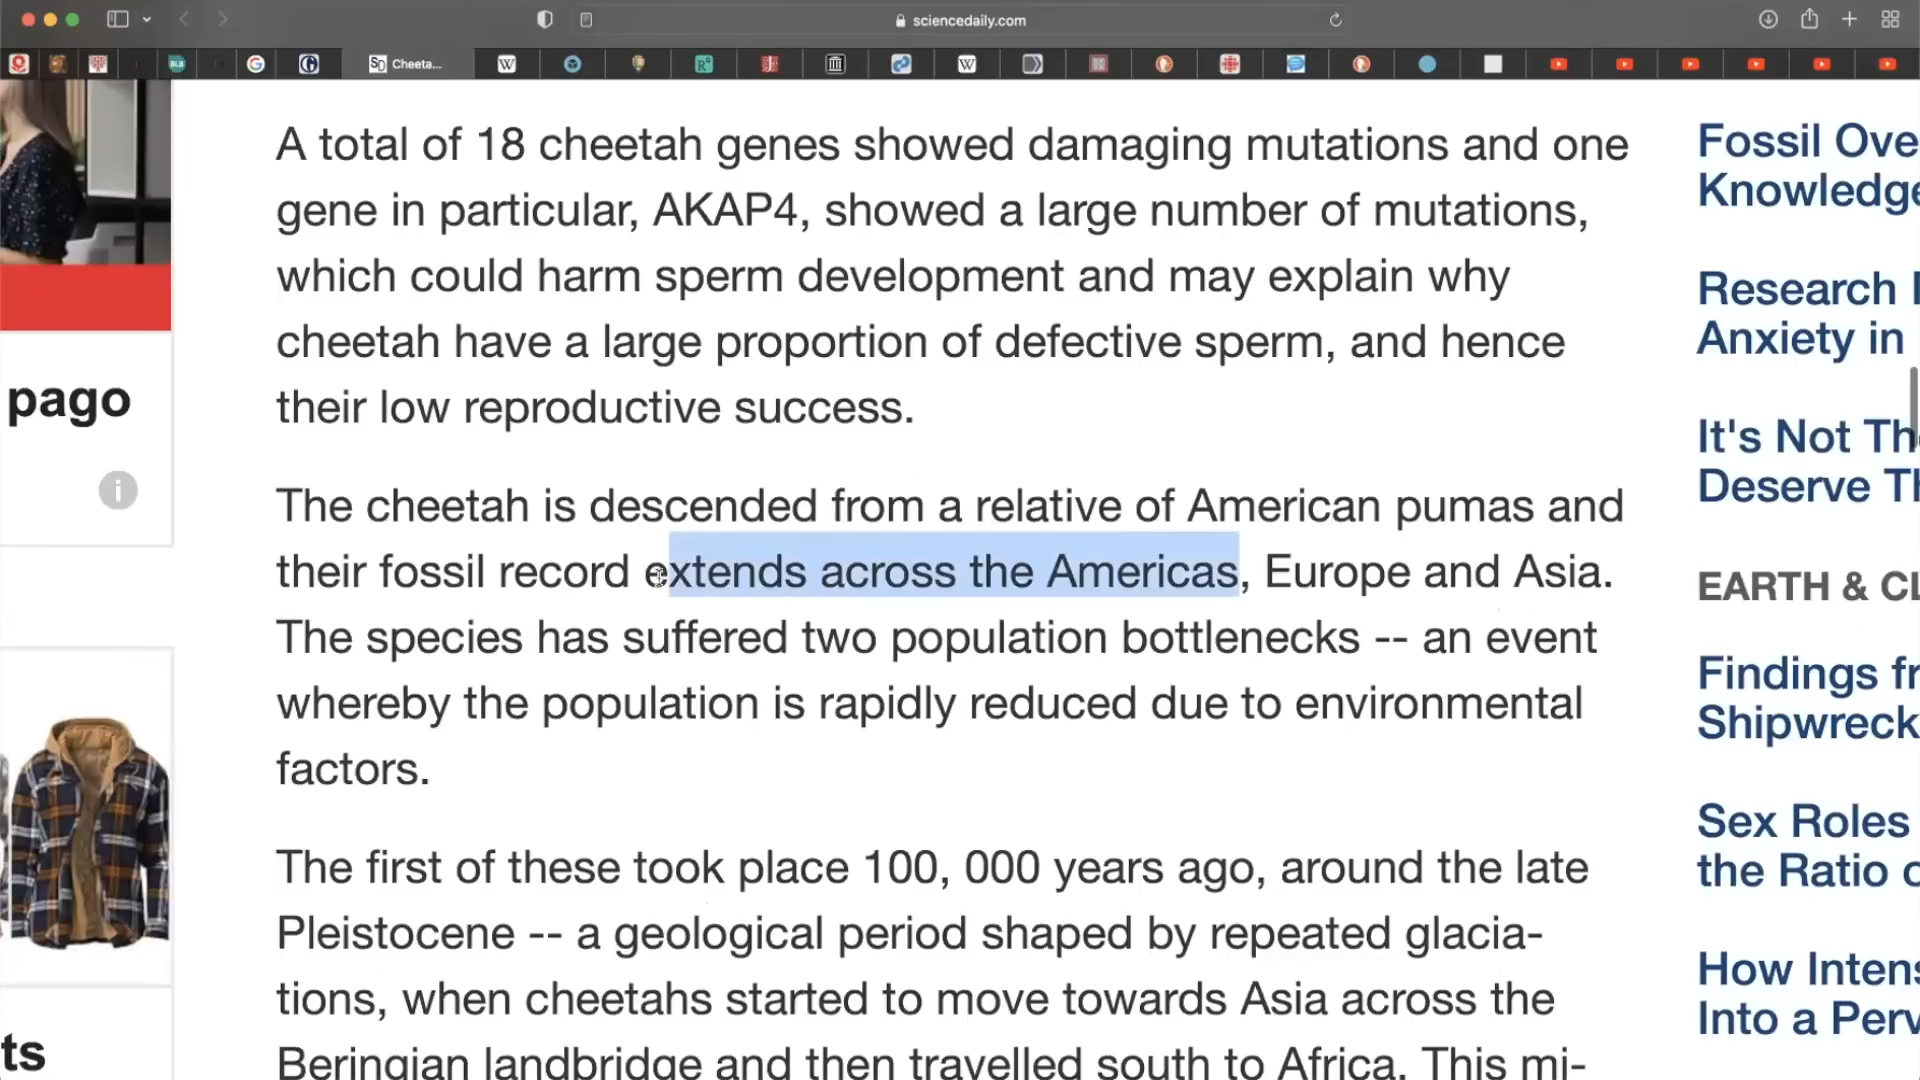 sciencedaily.com
Cheeta...
A total of 18 cheetah genes showed damaging mutations and one
gene in particular, AKAP4, showed a large number of mutations,
which could harm sperm development and may explain why
cheetah have a large proportion of defective sperm, and hence
their low reproductive success.
The cheetah is descended from a relative of American pumas and
their fossil record extends across the Americas, Europe and Asia.
The species has suffered two population bottlenecks -- an event
whereby the population is rapidly reduced due to environmental
factors.
The first of these took place 100, 000 years ago, around the late
Pleistocene -- a geological period shaped by repeated glacia-
tions, when cheetahs started to move towards Asia across the
Beringian landbridge and then travelled south to Africa. This mi-
pago
ts
Fossil Ove
Knowledge
Research
Anxiety in
It's Not Th
Deserve Th
EARTH & CL
Findings fr
Shipwreck
Sex Roles
the Ratio o
How Intens
Into a Perv